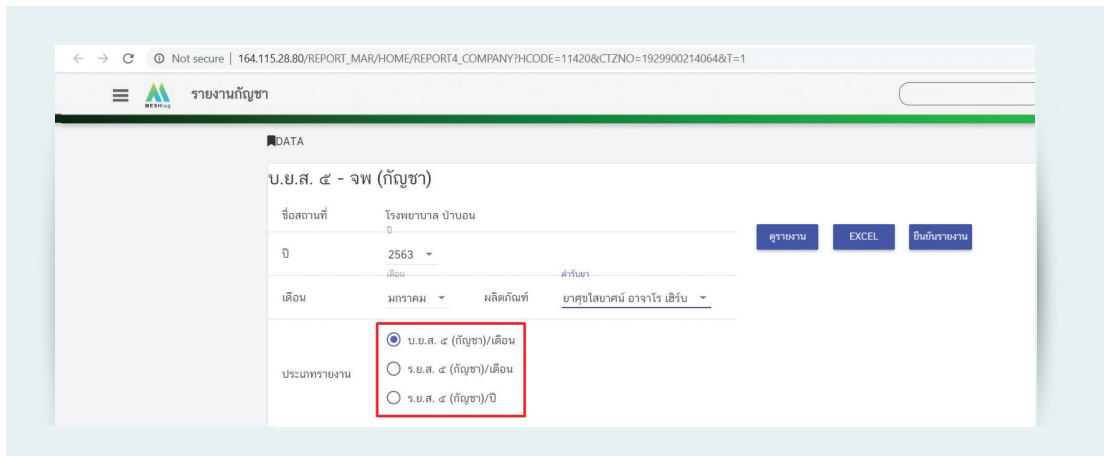 Not secure | 164.115.28.80/REPORT_MAR/HOME/REPORT4_COMPANY?HCODE=11420&CTZNO=1929900214064&T=1
MESHlog รายงานกัญชา
DATA
บ.ย.ส. ๕ - จพ (กัญชา)
ชื่อสถานที่ โรงพยาบาล ป่าบอน
ดูรายงาน EXCEL ยืนยันรายงาน
ปี
ปี 2563
เดือน ตำรับยา
เดือน มกราคม ผลิตภัณฑ์ ยาศุขไสยาศน์ อาจาโร เฮิร์บ
บ.ย.ส. ๕ (กัญชา)/เดือน
ประเภทรายงาน ร.ย.ส. ๕ (กัญชา)/เดือน
ร.ย.ส. ๕ (กัญชา)/ปี